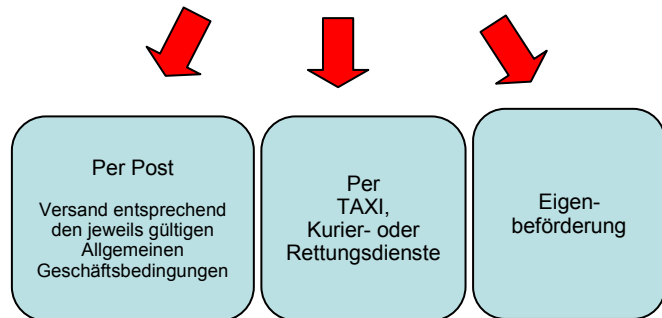 Per Post
Versand entsprechend
den jeweils gültigen
Allgemeinen
Geschäftsbedingungen
Per
TAXI,
Kurier- oder
Rettungsdienste
Eigen-
beförderung